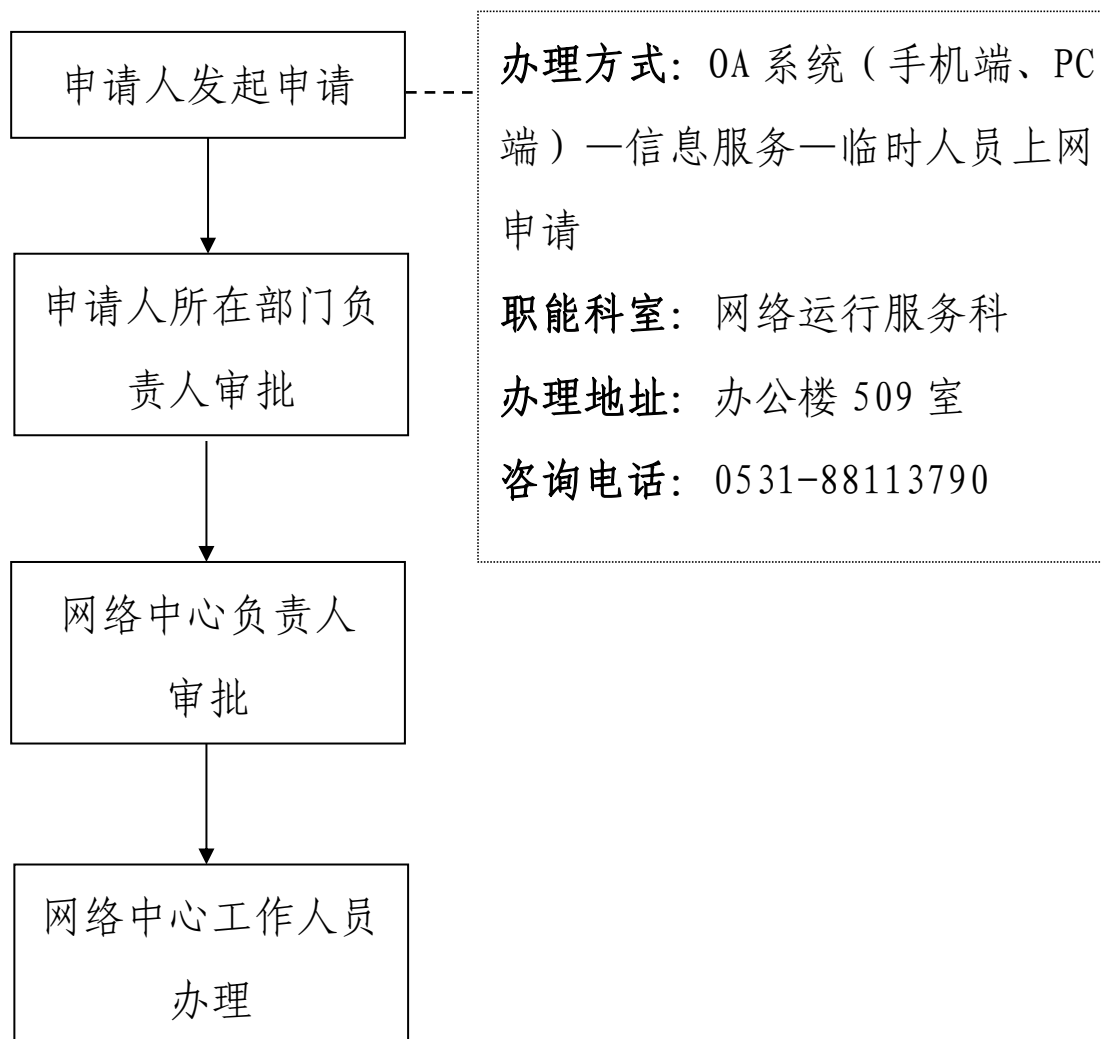 申请人发起申请
办理方式：OA 系统（手机端、PC
端）—信息服务—临时人员上网
申请
职能科室：网络运行服务科
办理地址：办公楼 509 室
咨询电话：0531-88113790
申请人所在部门负
责人审批
网络中心负责人
审批
网络中心工作人员
办理